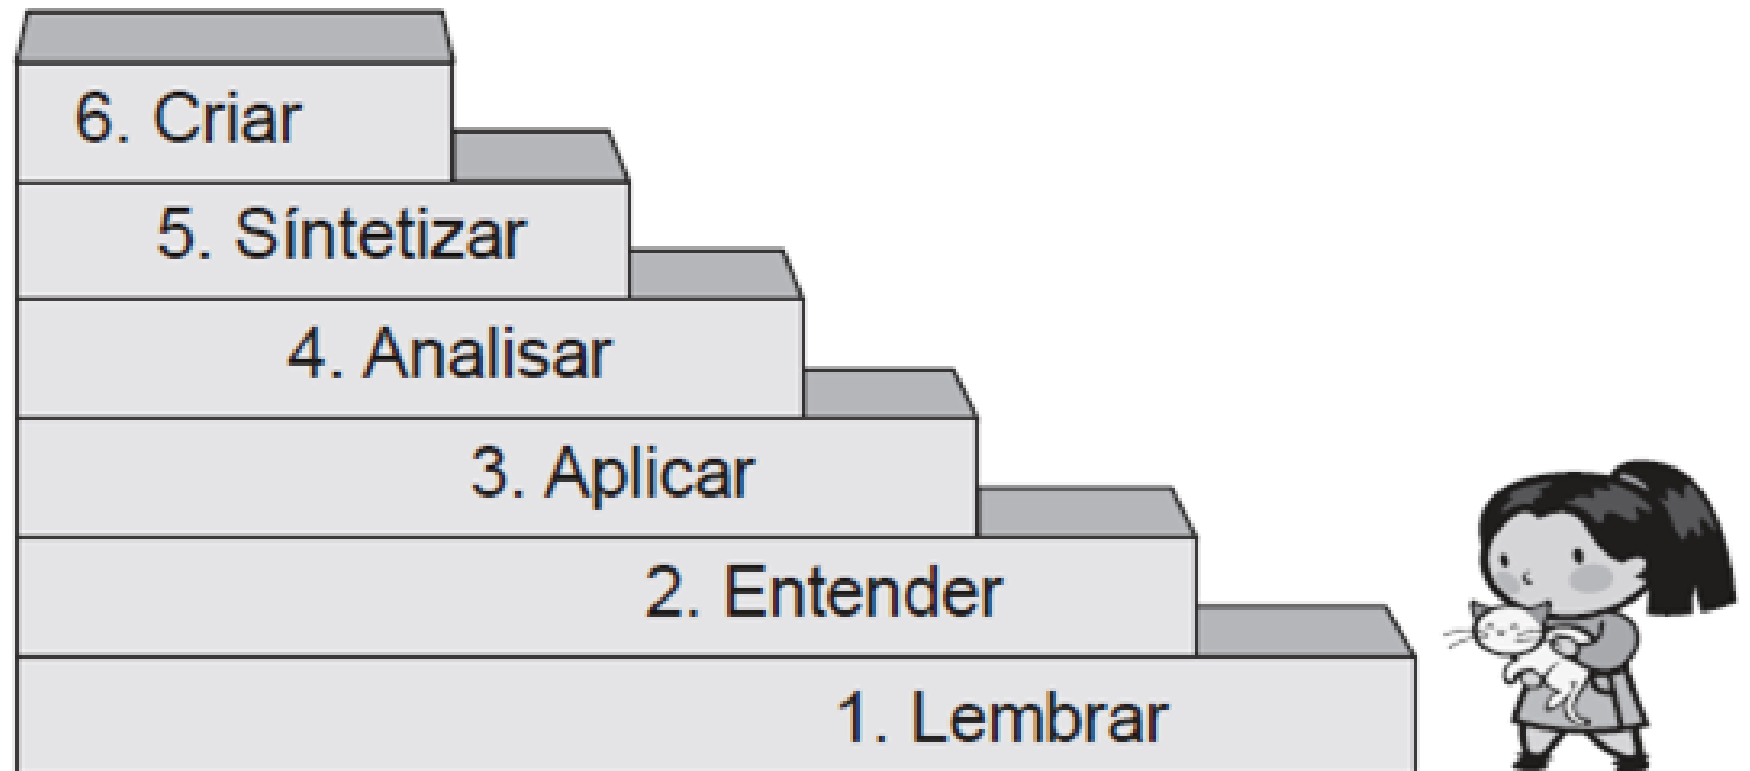 6. Criar
5. Síntetizar
4. Analisar
3. Aplicar
2. Entender
1. Lembrar